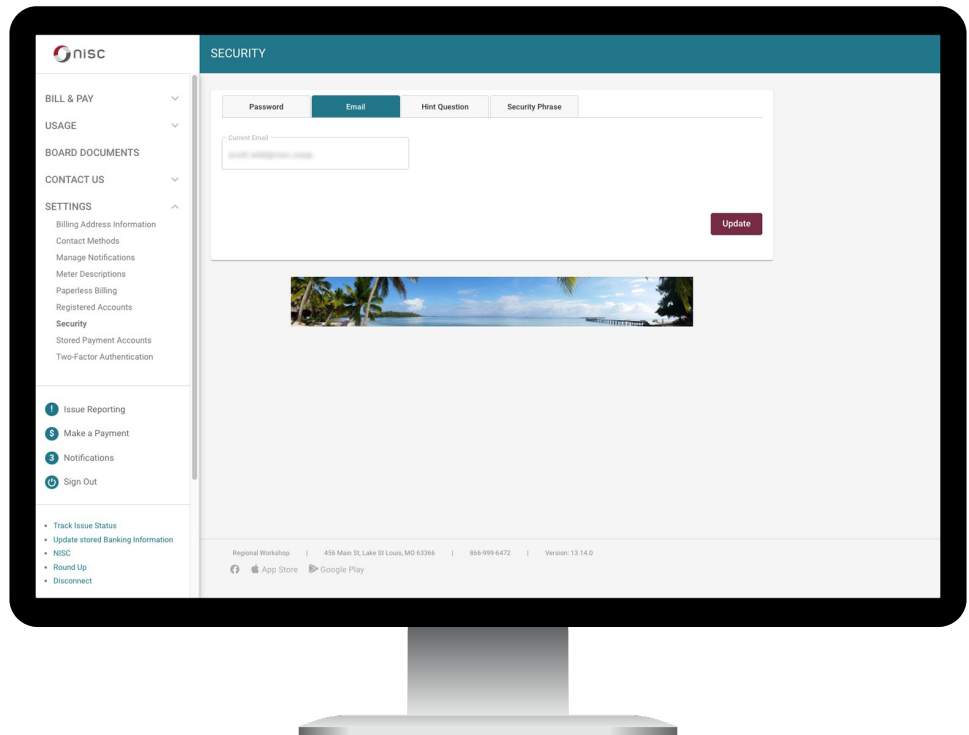 nisc
SECURITY
BILL & PAY
USAGE
BOARD DOCUMENTS
CONTACT US
SETTINGS
Billing Address Information
Contact Methods
Manage Notifications
Meter Descriptions
Paperless Billing
Registered Accounts
Security
Stored Payment Accounts
Two-Factor Authentication
! Issue Reporting
$ Make a Payment
3 Notifications
Sign Out
• Track Issue Status
• Update stored Banking Information
• NISC
• Round Up
• Disconnect
Password Email Hint Question Security Phrase
Current Email
Update
Regional Workshop | 456 Main St, Lake St Louis, MO 63366 | 866-999-6472 | Version: 13.14.0
App Store Google Play